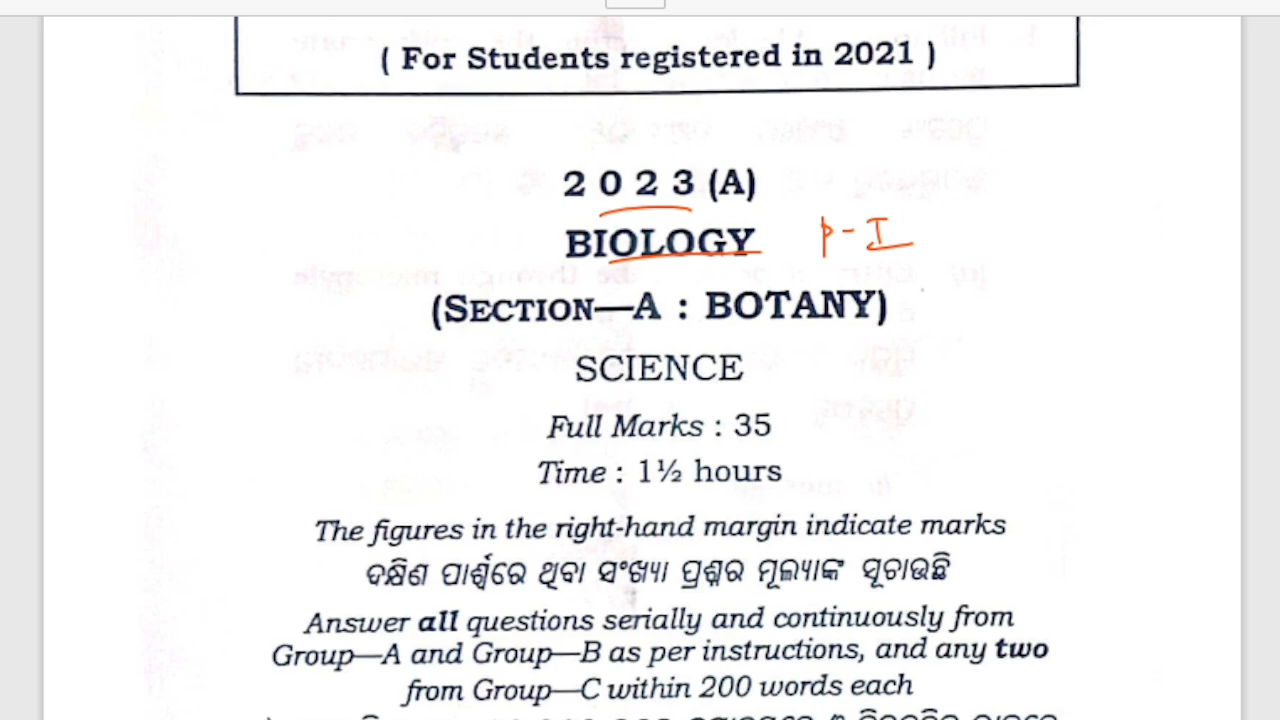 ( For Students registered in 2021 )
2 0 2 3 (A)
BIOLOGY P-I
(SECTION—A : BOTANY)
SCIENCE
Full Marks : 35
Time : 1½ hours
The figures in the right-hand margin indicate marks
ଦକ୍ଷିଣ ପାର୍ଶ୍ୱରେ ଥିବା ସଂଖ୍ୟା ପ୍ରଶ୍ନର ମୂଲ୍ୟାଙ୍କ ସୂଚାଉଛି
Answer all questions serially and continuously from
Group—A and Group—B as per instructions, and any two
from Group—C within 200 words each